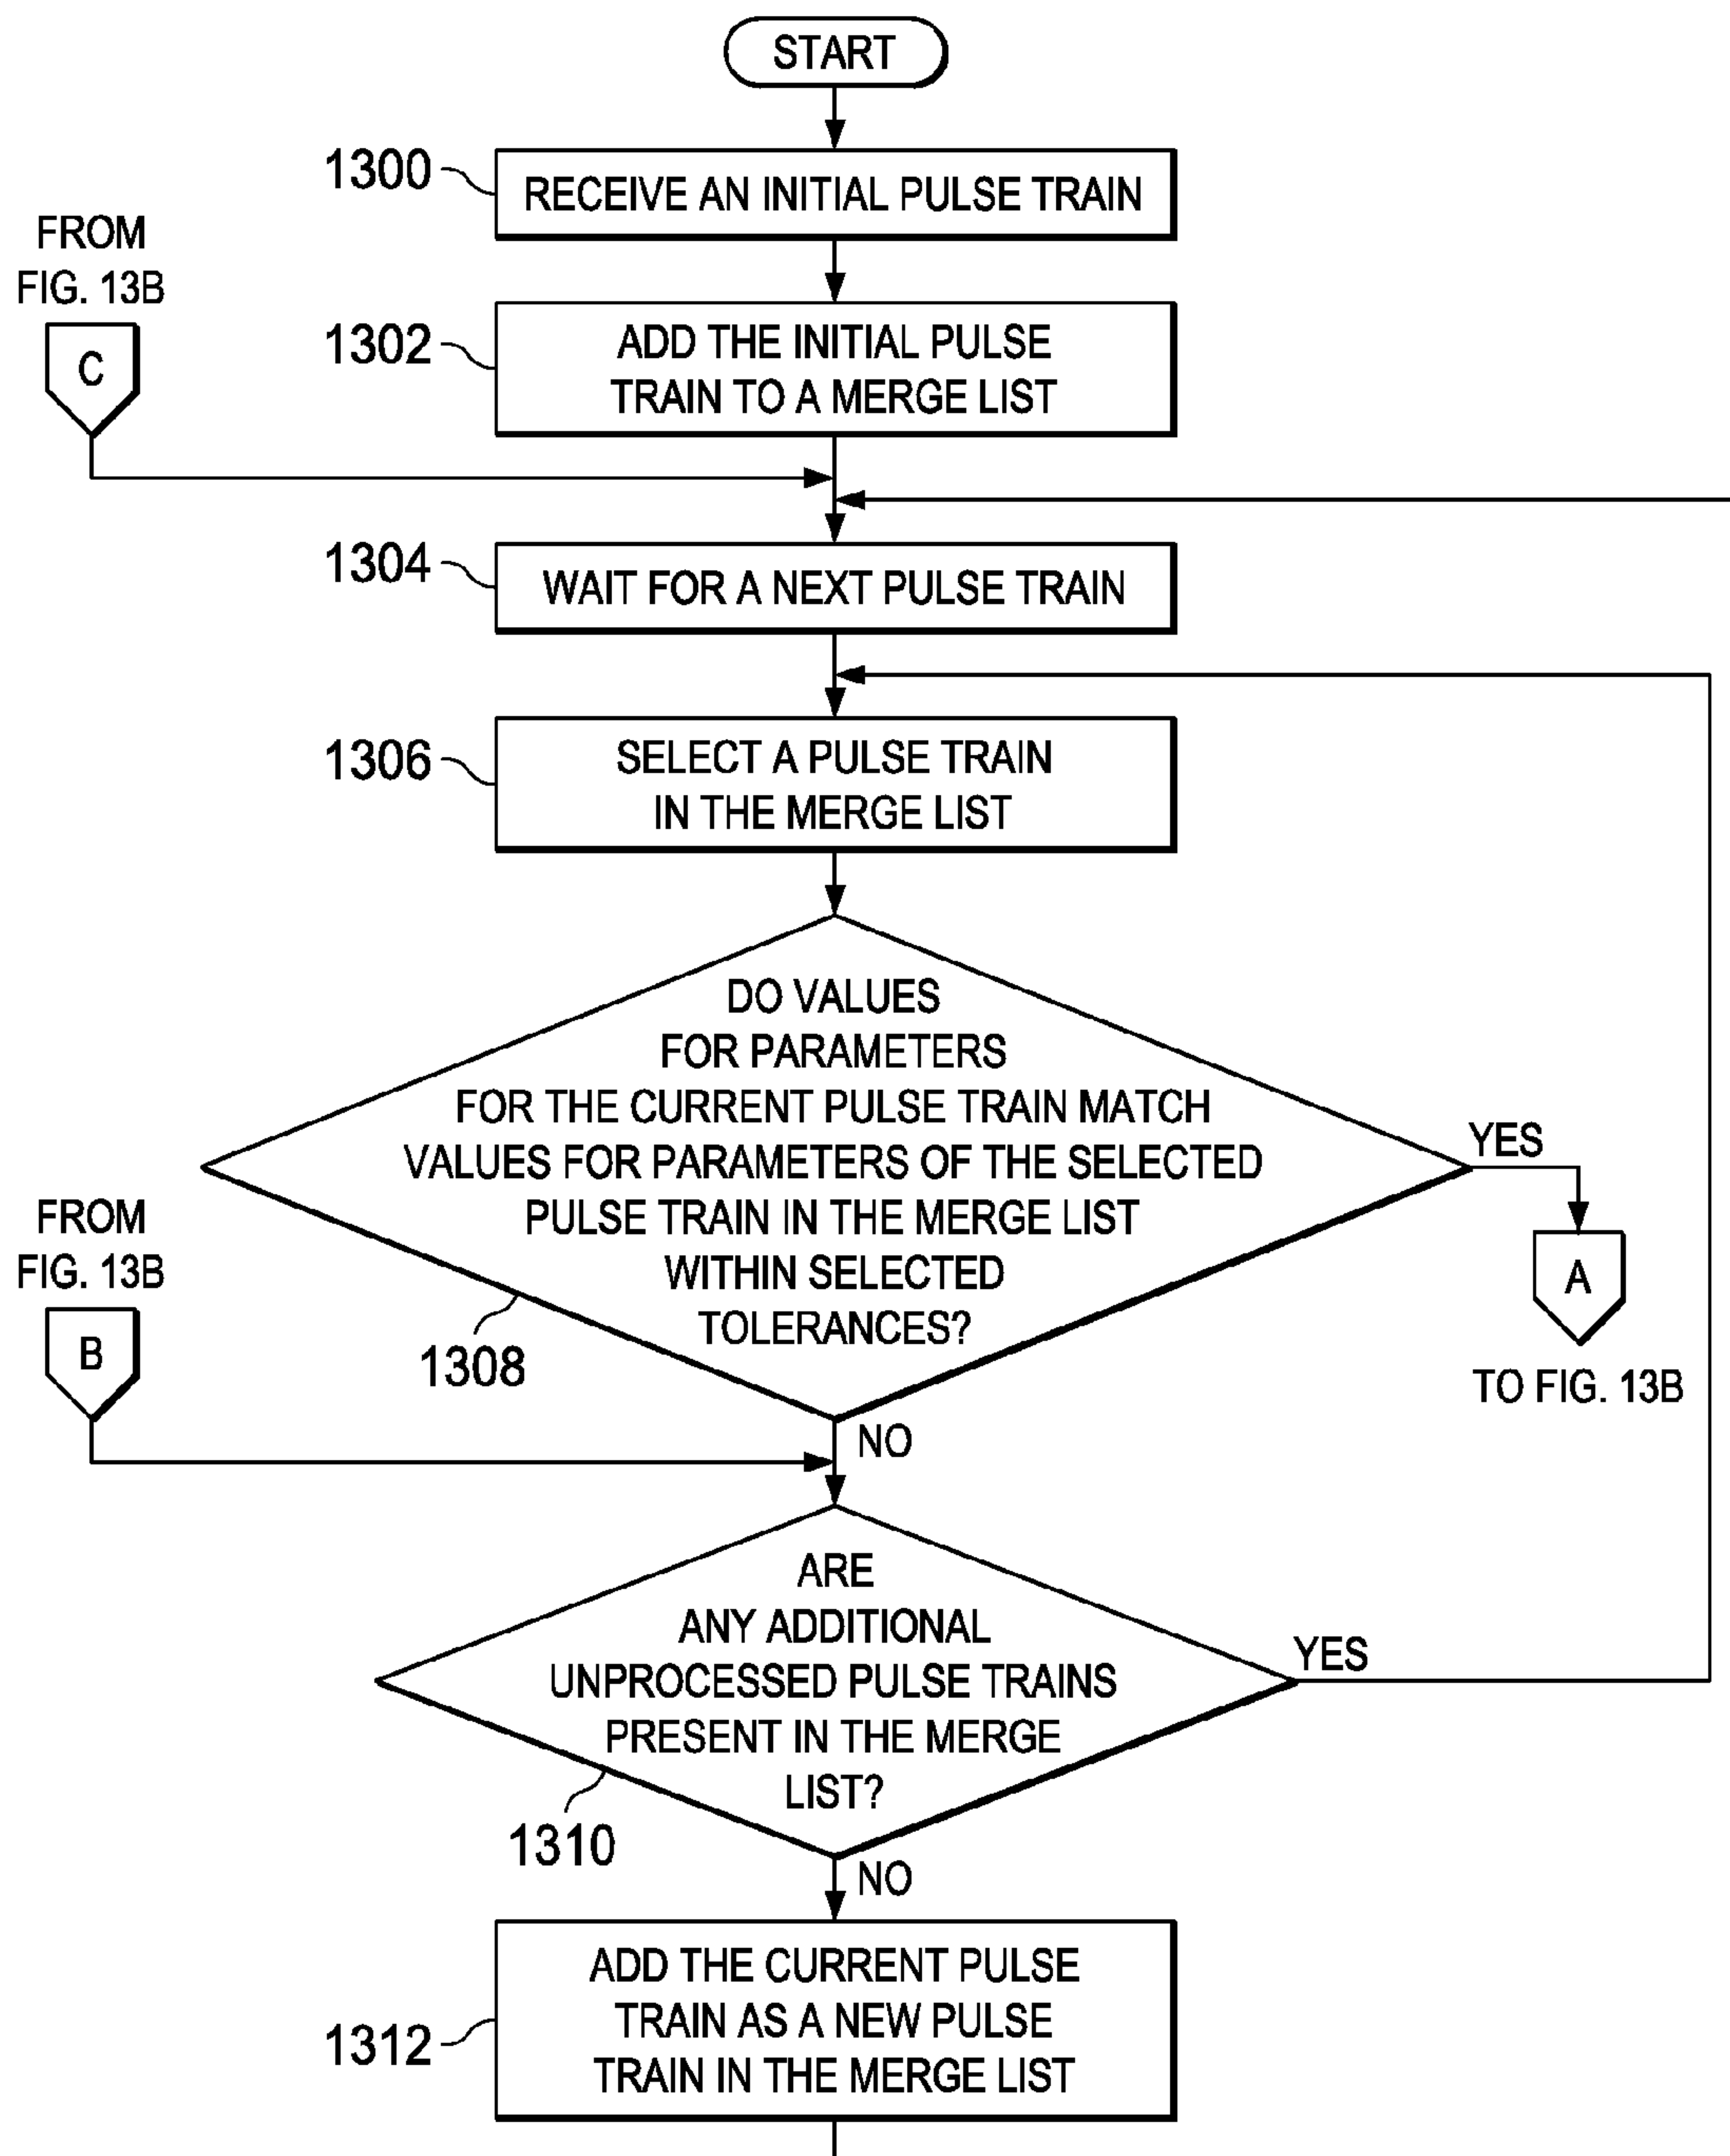 START
1300
RECEIVE AN INITIAL PULSE TRAIN
FROM
FIG. 13B
C
1302
ADD THE INITIAL PULSE
TRAIN TO A MERGE LIST
1304
WAIT FOR A NEXT PULSE TRAIN
1306
SELECT A PULSE TRAIN
IN THE MERGE LIST
DO VALUES
FOR PARAMETERS
FOR THE CURRENT PULSE TRAIN MATCH
VALUES FOR PARAMETERS OF THE SELECTED
PULSE TRAIN IN THE MERGE LIST
WITHIN SELECTED
TOLERANCES?
1308
YES
A
TO FIG. 13B
FROM
FIG. 13B
B
NO
ARE
ANY ADDITIONAL
UNPROCESSED PULSE TRAINS
PRESENT IN THE MERGE
LIST?
1310
YES
NO
1312
ADD THE CURRENT PULSE
TRAIN AS A NEW PULSE
TRAIN IN THE MERGE LIST